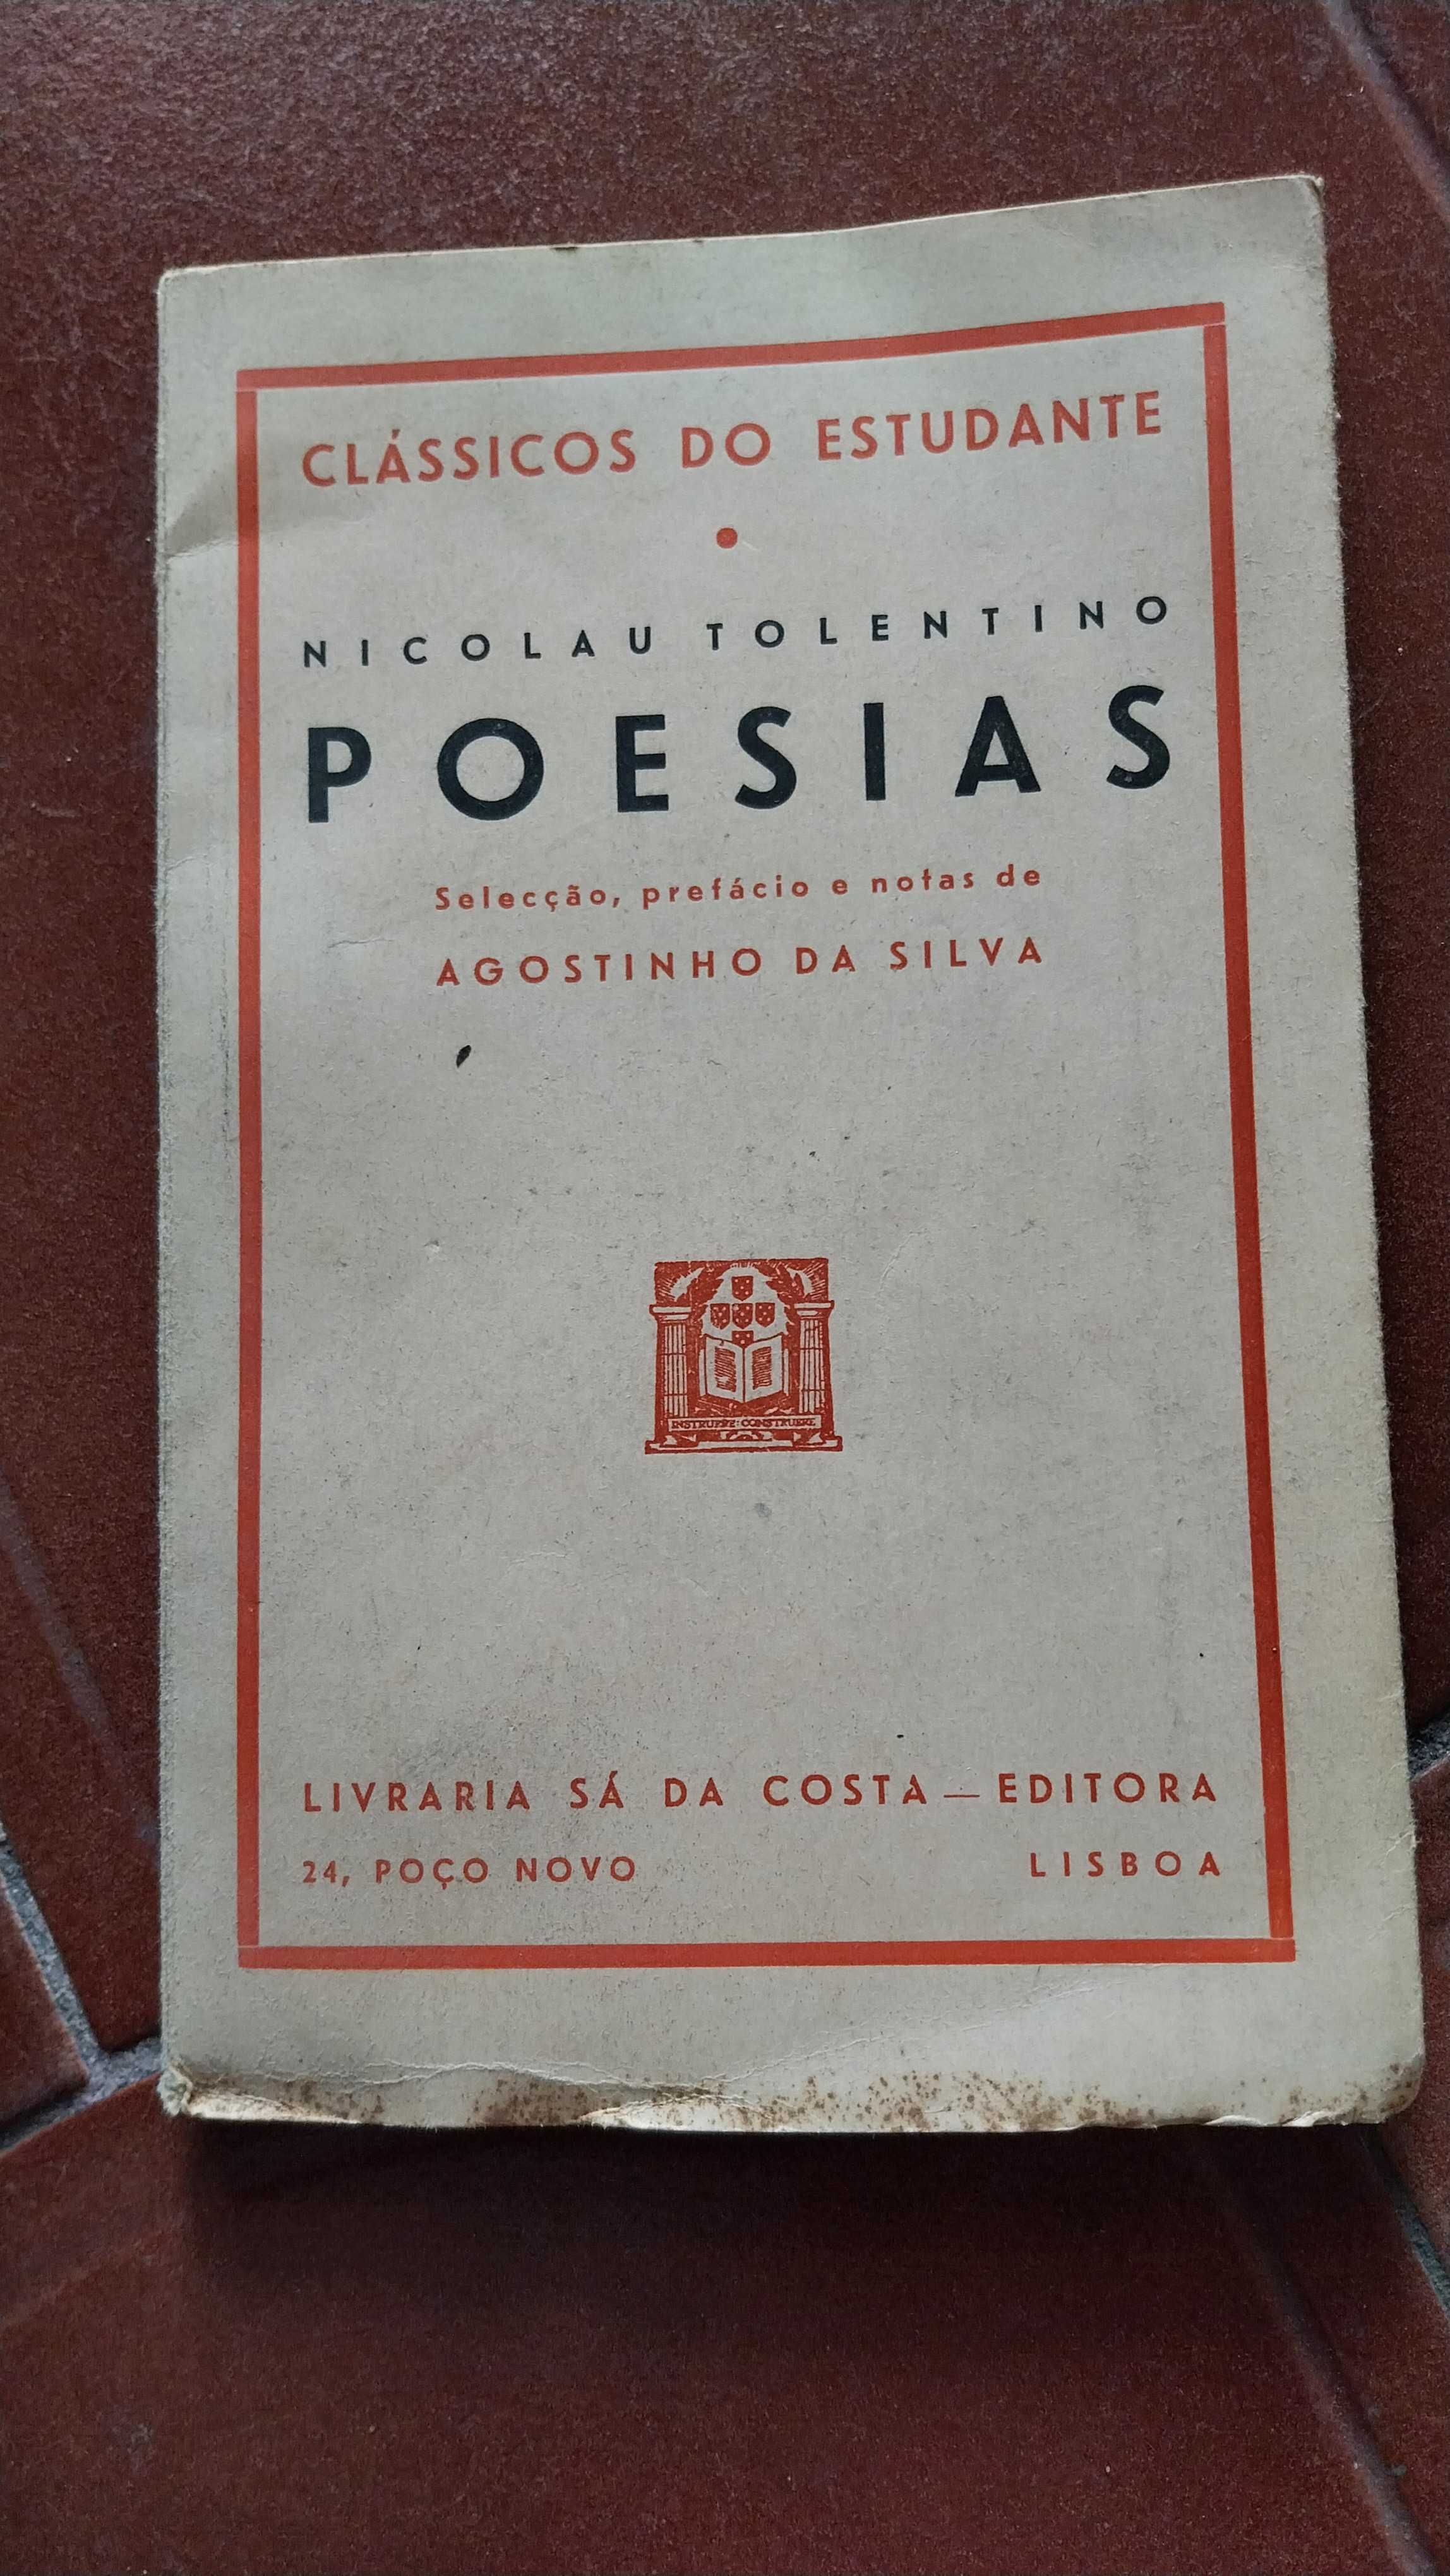 CLÁSSICOS DO ESTUDANTE
NICOLAU TOLENTINO
POESIAS
Selecção, prefácio e notas de
AGOSTINHO DA SILVA
INSTRUERE: CONSTRUERE
LIVRARIA SÁ DA COSTA — EDITORA
24, POÇO NOVO LISBOA